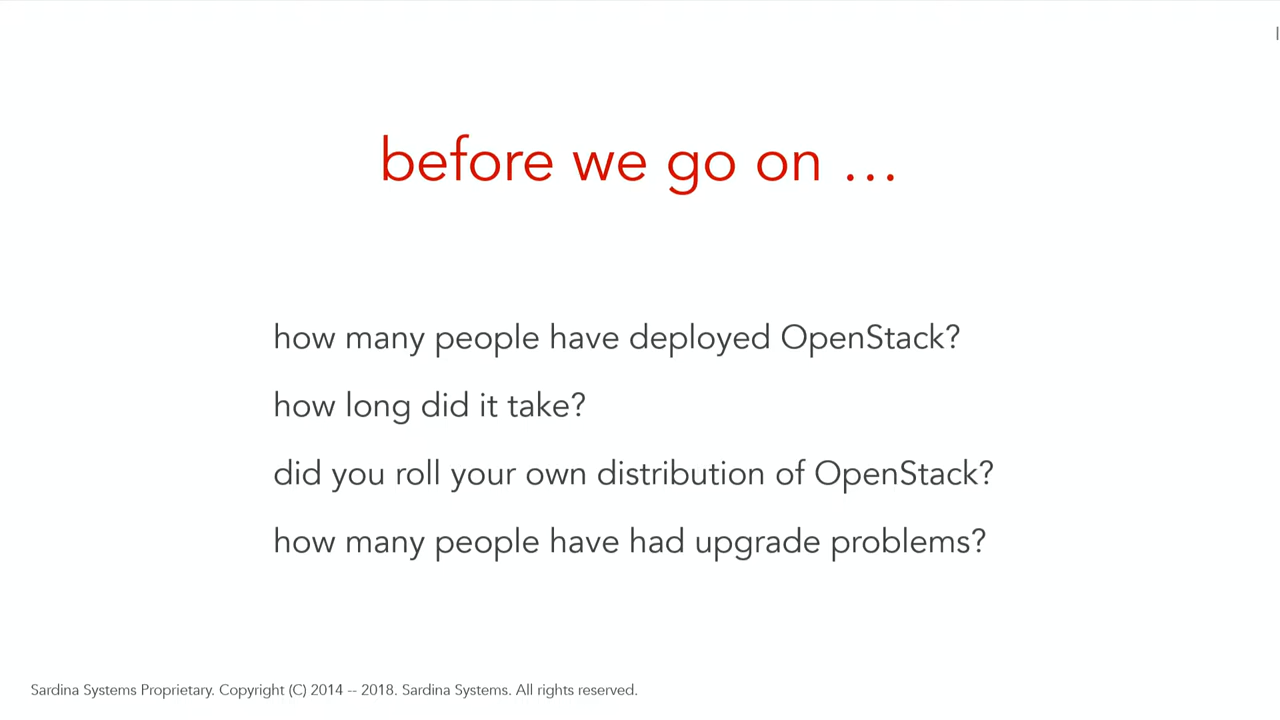 before we go on …
how many people have deployed OpenStack?
how long did it take?
did you roll your own distribution of OpenStack?
how many people have had upgrade problems?
Sardina Systems Proprietary. Copyright (C) 2014 -- 2018. Sardina Systems. All rights reserved.